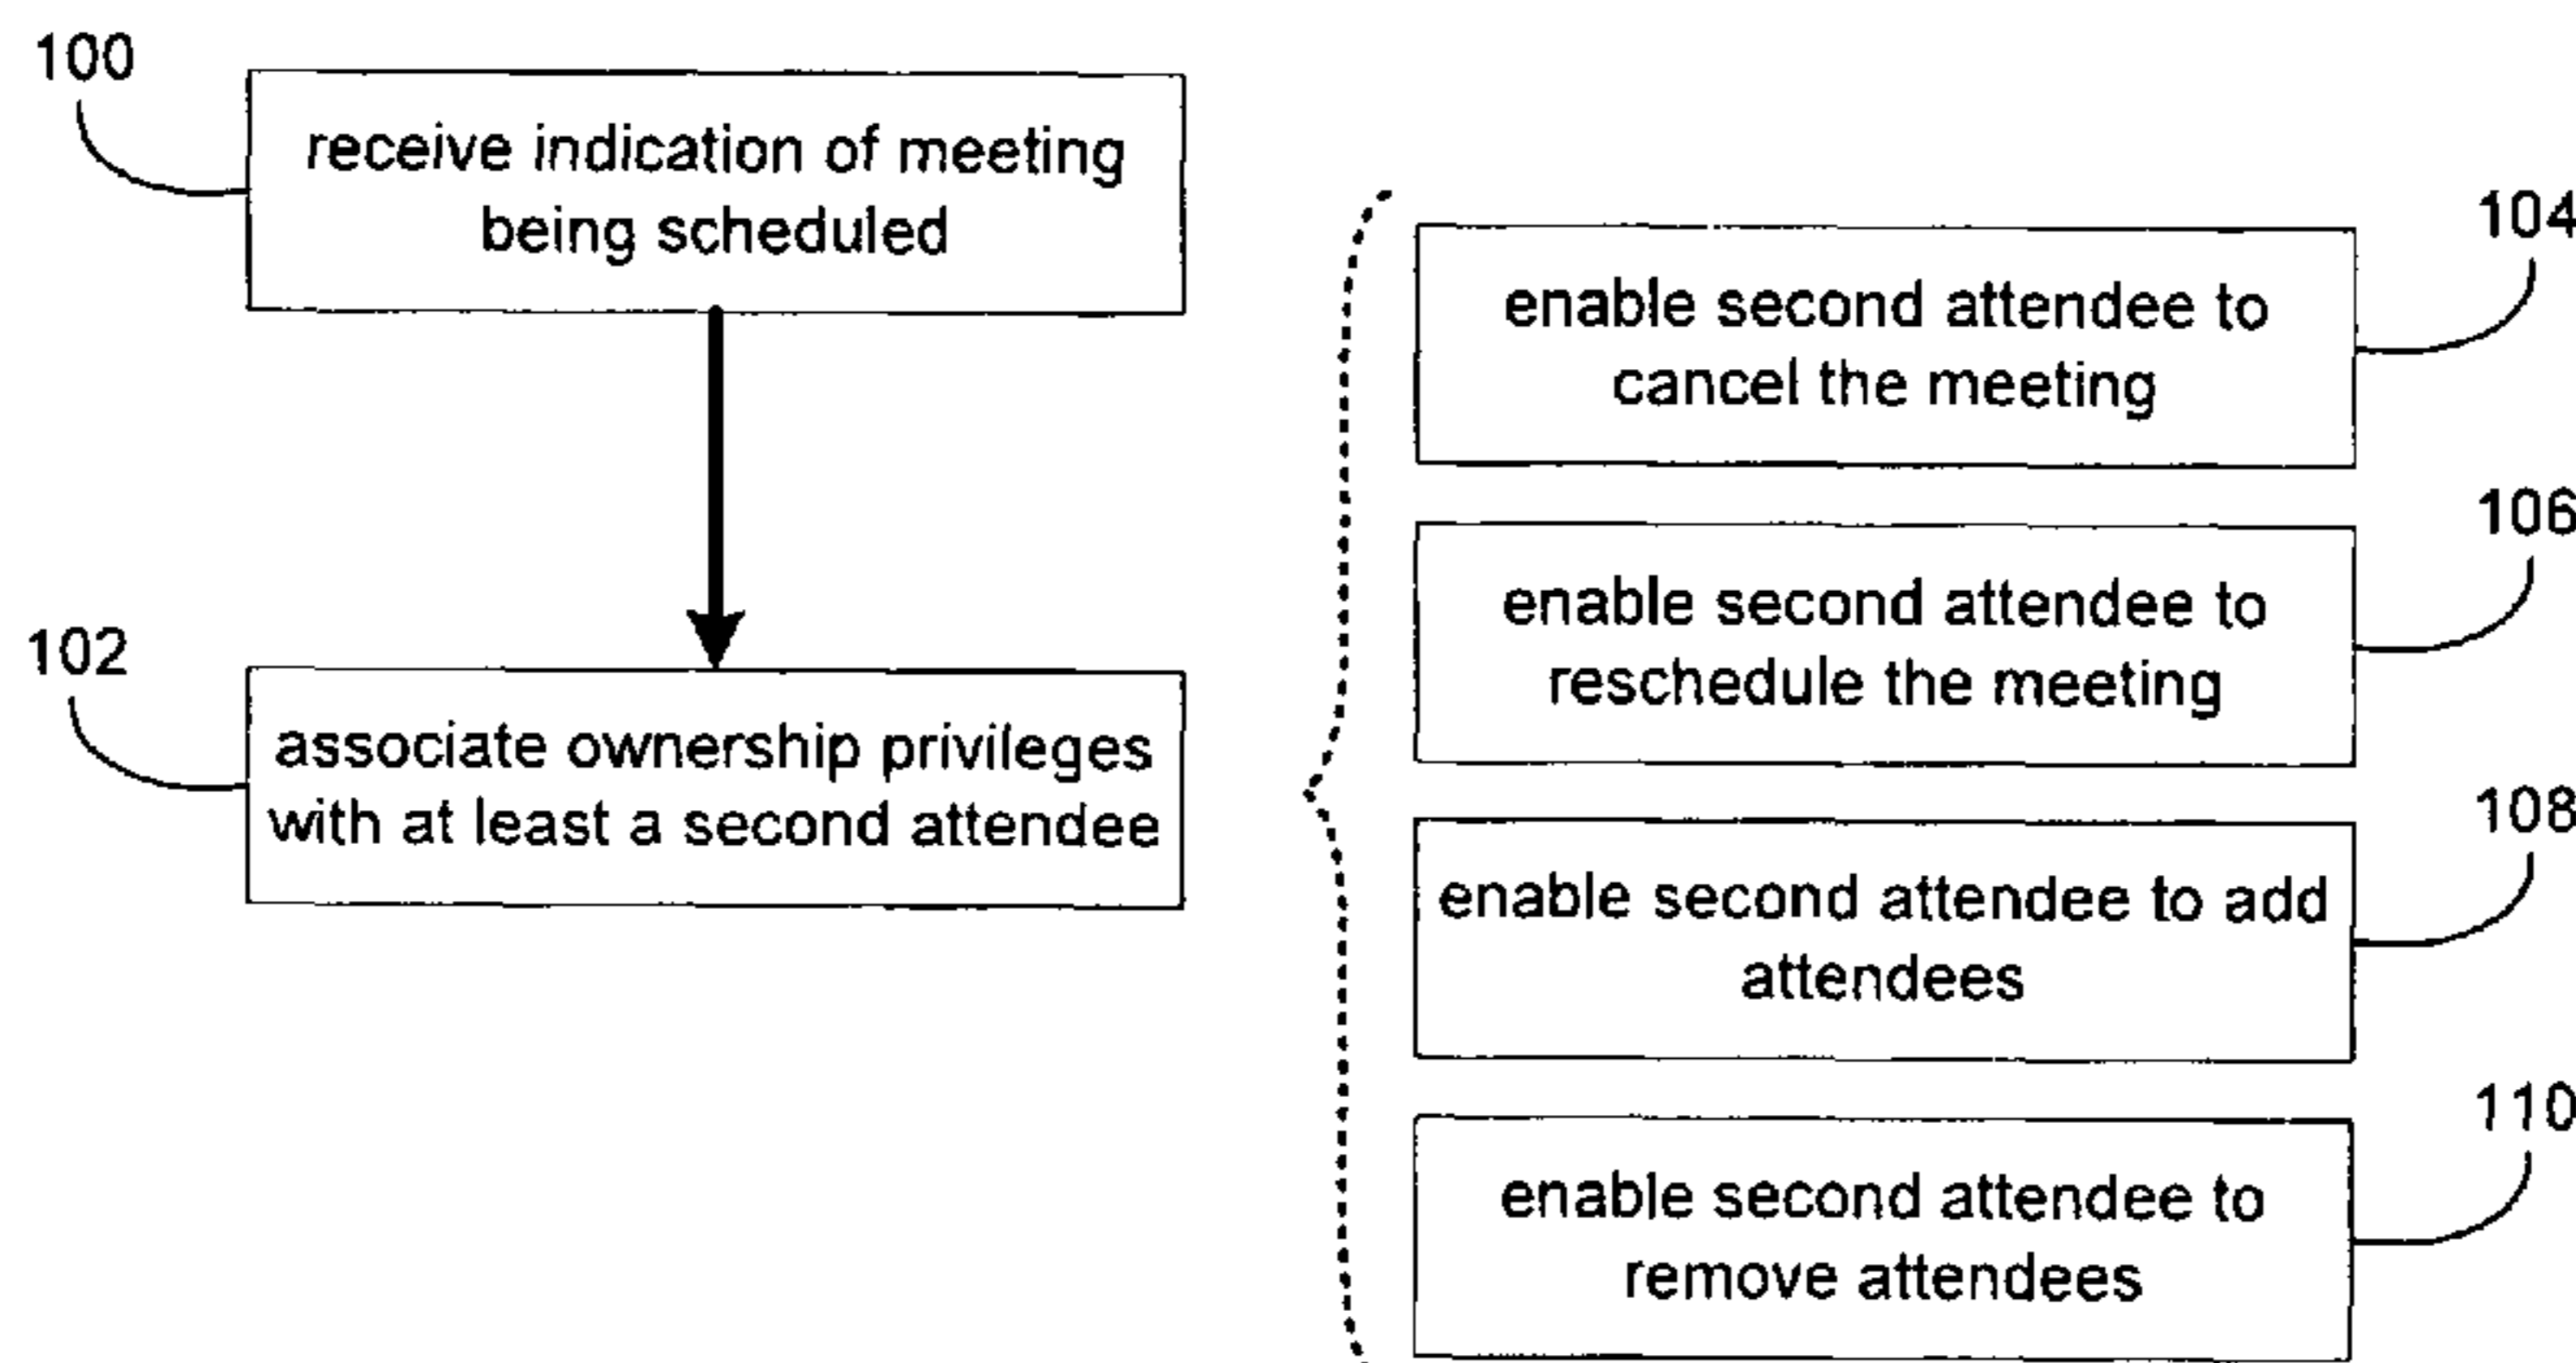 100
receive indication of meeting
being scheduled
102
associate ownership privileges
with at least a second attendee
104
enable second attendee to
cancel the meeting
106
enable second attendee to
reschedule the meeting
108
enable second attendee to add
attendees
110
enable second attendee to
remove attendees